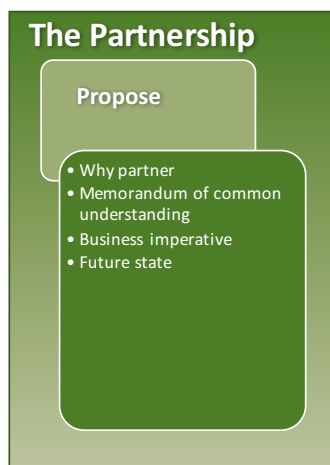 The Partnership
Propose
• Why partner
• Memorandum of common
understanding
• Business imperative
• Future state